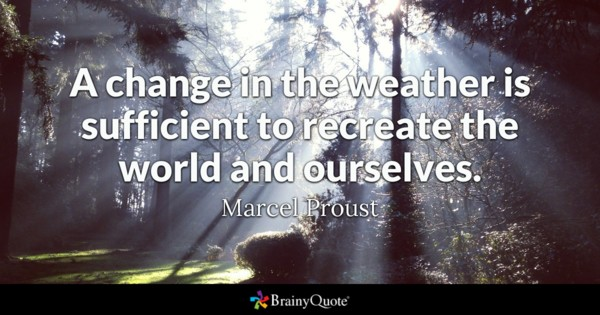 A change in the weather is
sufficient to recreate the
world and ourselves.
Marcel Proust
BrainyQuote®